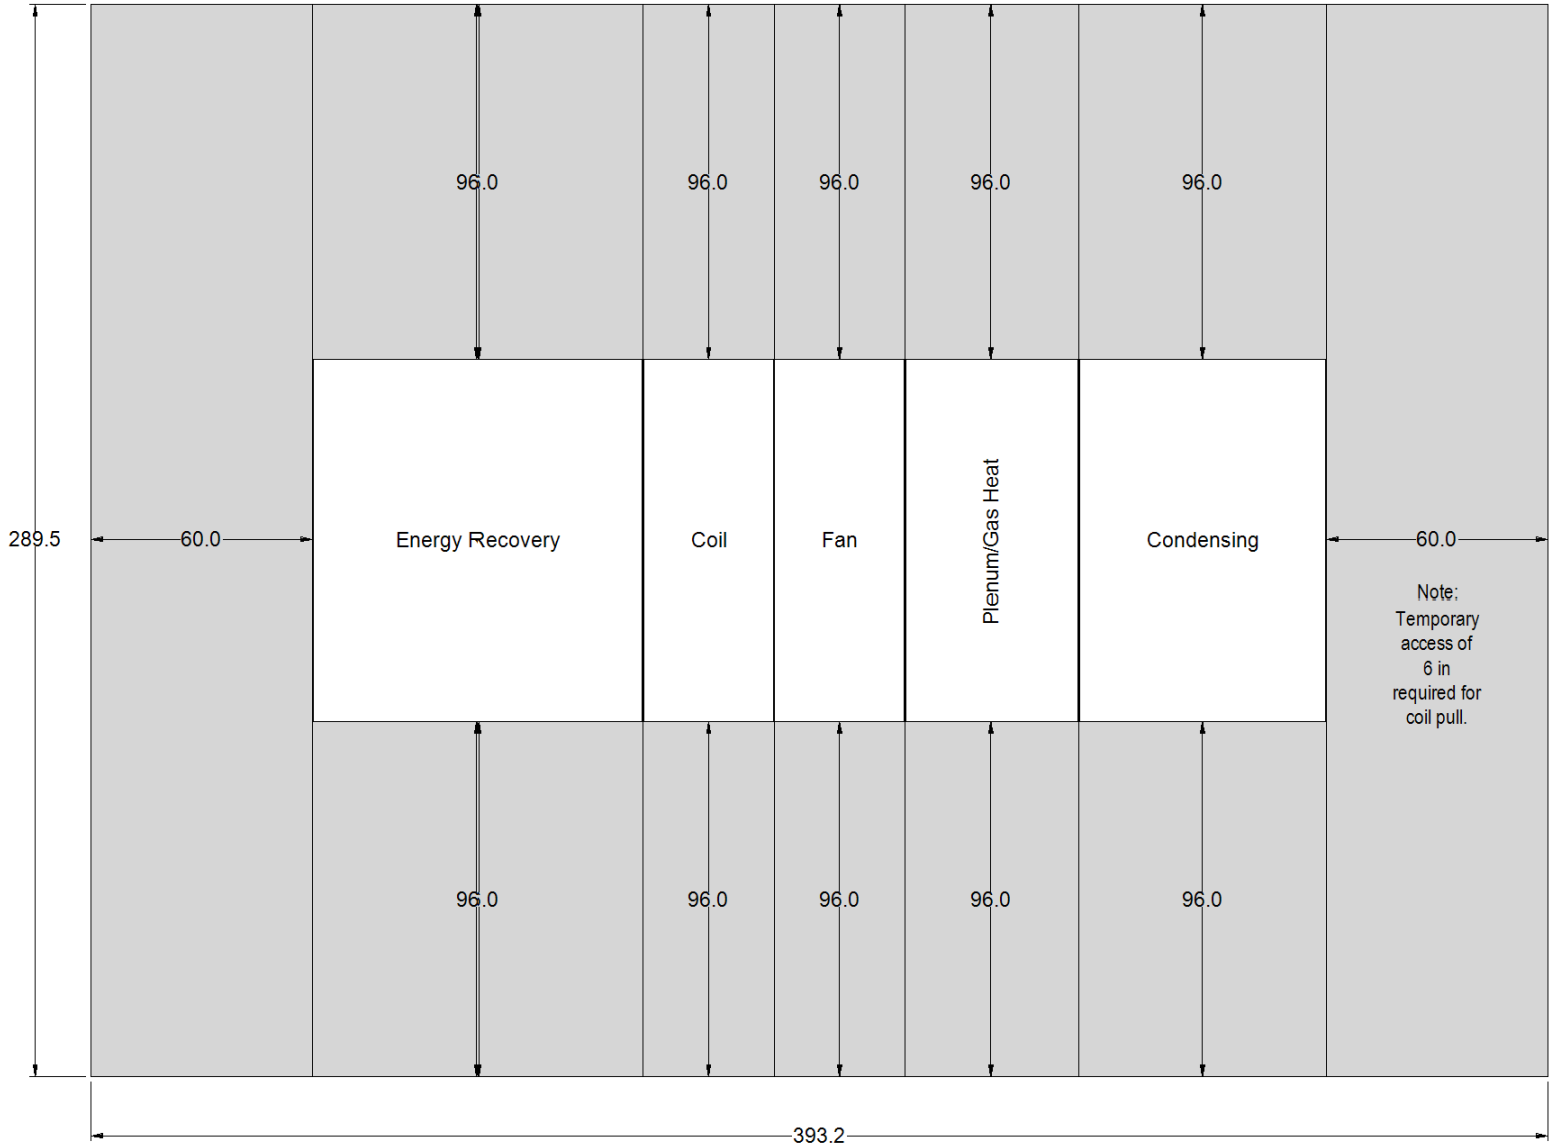 96.0 96.0 96.0 96.0 96.0
289.5 60.0 Energy Recovery Coil Fan Plenum/Gas Heat Condensing 60.0
Note:
Temporary
access of
6 in
required for
coil pull.
96.0 96.0 96.0 96.0 96.0
393.2